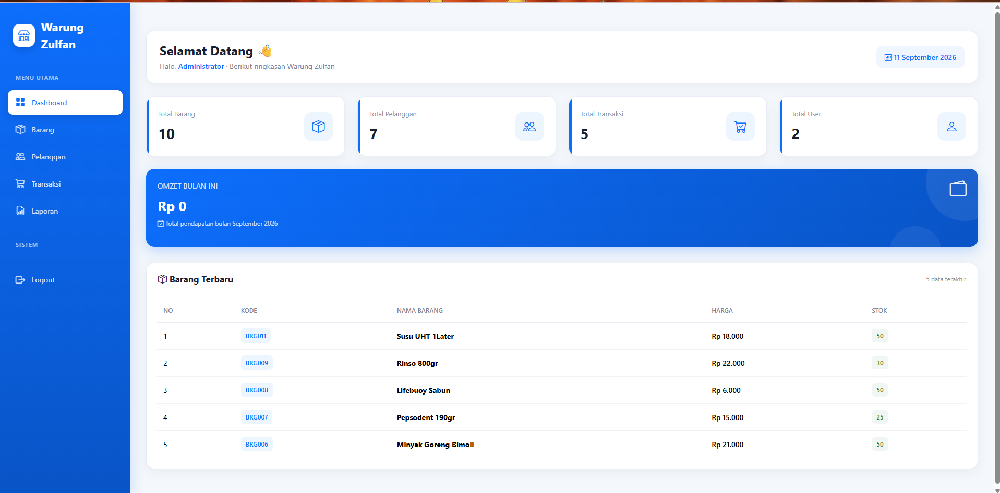 Warung
Zulfan
MENU UTAMA
Dashboard
Barang
Pelanggan
Transaksi
Laporan
SISTEM
Logout
Selamat Datang 👋
Halo, Administrator · Berikut ringkasan Warung Zulfan
11 September 2026
Total Barang
10
Total Pelanggan
7
Total Transaksi
5
Total User
2
OMZET BULAN INI
Rp 0
Total pendapatan bulan September 2026
Barang Terbaru
5 data terakhir
NO KODE NAMA BARANG HARGA STOK
1 BRG011 Susu UHT 1Later Rp 18.000 50
2 BRG009 Rinso 800gr Rp 22.000 30
3 BRG008 Lifebuoy Sabun Rp 6.000 50
4 BRG007 Pepsodent 190gr Rp 15.000 25
5 BRG006 Minyak Goreng Bimoli Rp 21.000 50